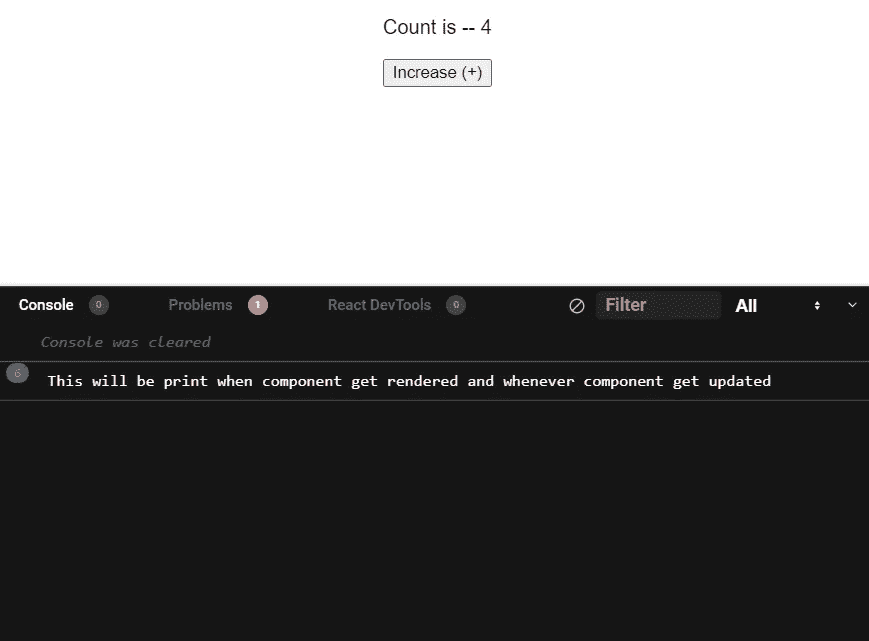 Count is -- 4
Increase (+)
Console 0 Problems 1 React DevTools 0 Filter All
Console was cleared
6 This will be print when component get rendered and whenever component get updated